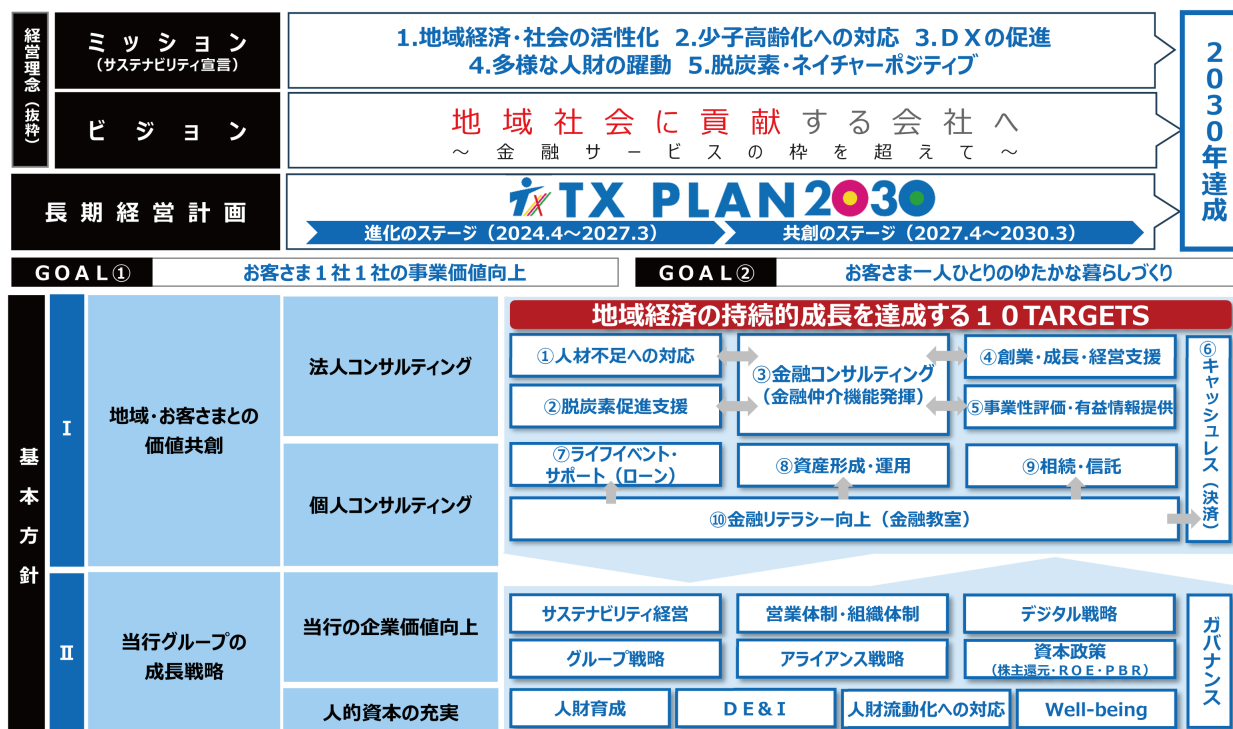 経営理念（抜粋）
ミッション
（サステナビリティ宣言）
1.地域経済・社会の活性化 2.少子高齢化への対応 3.ＤＸの促進
4.多様な人財の躍動 5.脱炭素・ネイチャーポジティブ
ビジョン
地域社会に貢献する会社へ
～金融サービスの枠を超えて～
長期経営計画
TX PLAN2030
進化のステージ（2024.4～2027.3）
共創のステージ（2027.4～2030.3）
2030年達成
GOAL①
お客さま１社１社の事業価値向上
GOAL②
お客さま一人ひとりのゆたかな暮らしづくり
基本方針
Ⅰ
地域・お客さまとの
価値共創
法人コンサルティング
個人コンサルティング
地域経済の持続的成長を達成する１０TARGETS
①人材不足への対応
②脱炭素促進支援
③金融コンサルティング
（金融仲介機能発揮）
④創業・成長・経営支援
⑤事業性評価・有益情報提供
⑥キャッシュレス（決済）
⑦ライフイベント・
サポート（ローン）
⑧資産形成・運用
⑨相続・信託
⑩金融リテラシー向上（金融教室）
Ⅱ
当行グループの
成長戦略
当行の企業価値向上
人的資本の充実
サステナビリティ経営
営業体制・組織体制
デジタル戦略
グループ戦略
アライアンス戦略
資本政策
（株主還元・ＲＯＥ・ＰＢＲ）
ガバナンス
人財育成
ＤＥ＆Ｉ
人財流動化への対応
Well-being